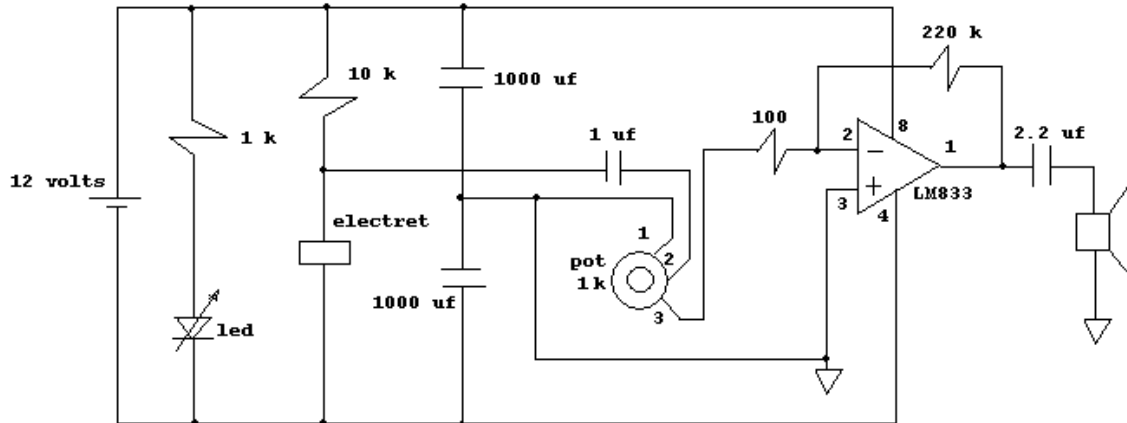 220 k
10 k
1000 uf
100
8
1 k
1 uf
2
1
2.2 uf
12 volts
3
4
LM833
electret
1
pot
2
1k
1000 uf
3
led